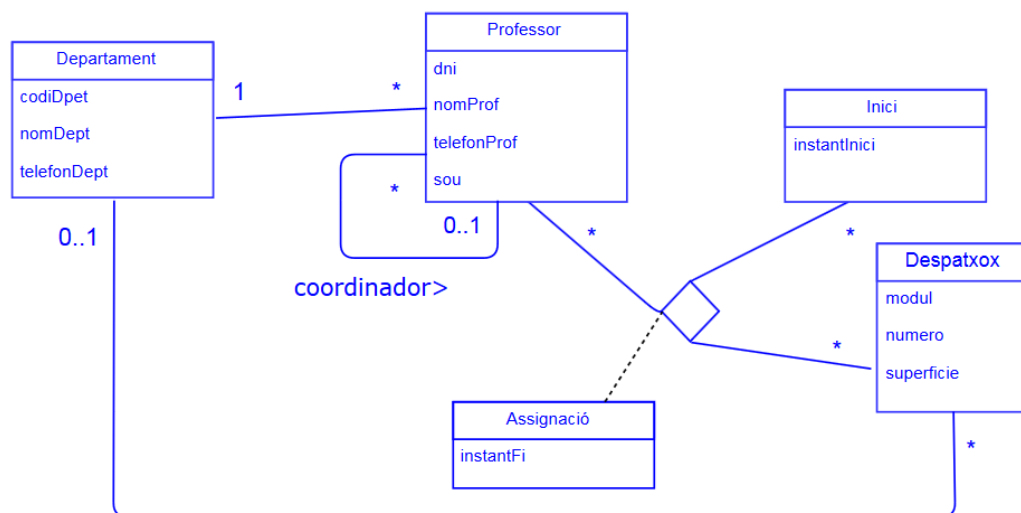 Departament
codiDpet
nomDept
telefonDept
1
*
Professor
dni
nomProf
telefonProf
sou
*
0..1
coordinador>
0..1
*
Inici
instantInici
*
Despatxox
modul
numero
superficie
*
*
Assignació
instantFi